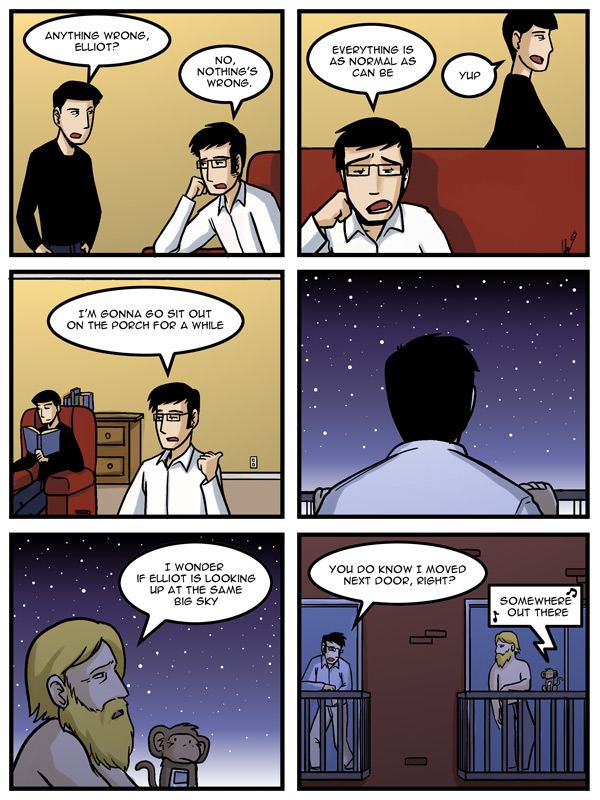 ANYTHING WRONG,
ELLIOT?
NO,
NOTHING'S
WRONG.
EVERYTHING IS
AS NORMAL AS
CAN BE
YUP
I'M GONNA GO SIT OUT
ON THE PORCH FOR A WHILE
I WONDER
IF ELLIOT IS LOOKING
UP AT THE SAME
BIG SKY
YOU DO KNOW I MOVED
NEXT DOOR, RIGHT?
SOMEWHERE
OUT THERE